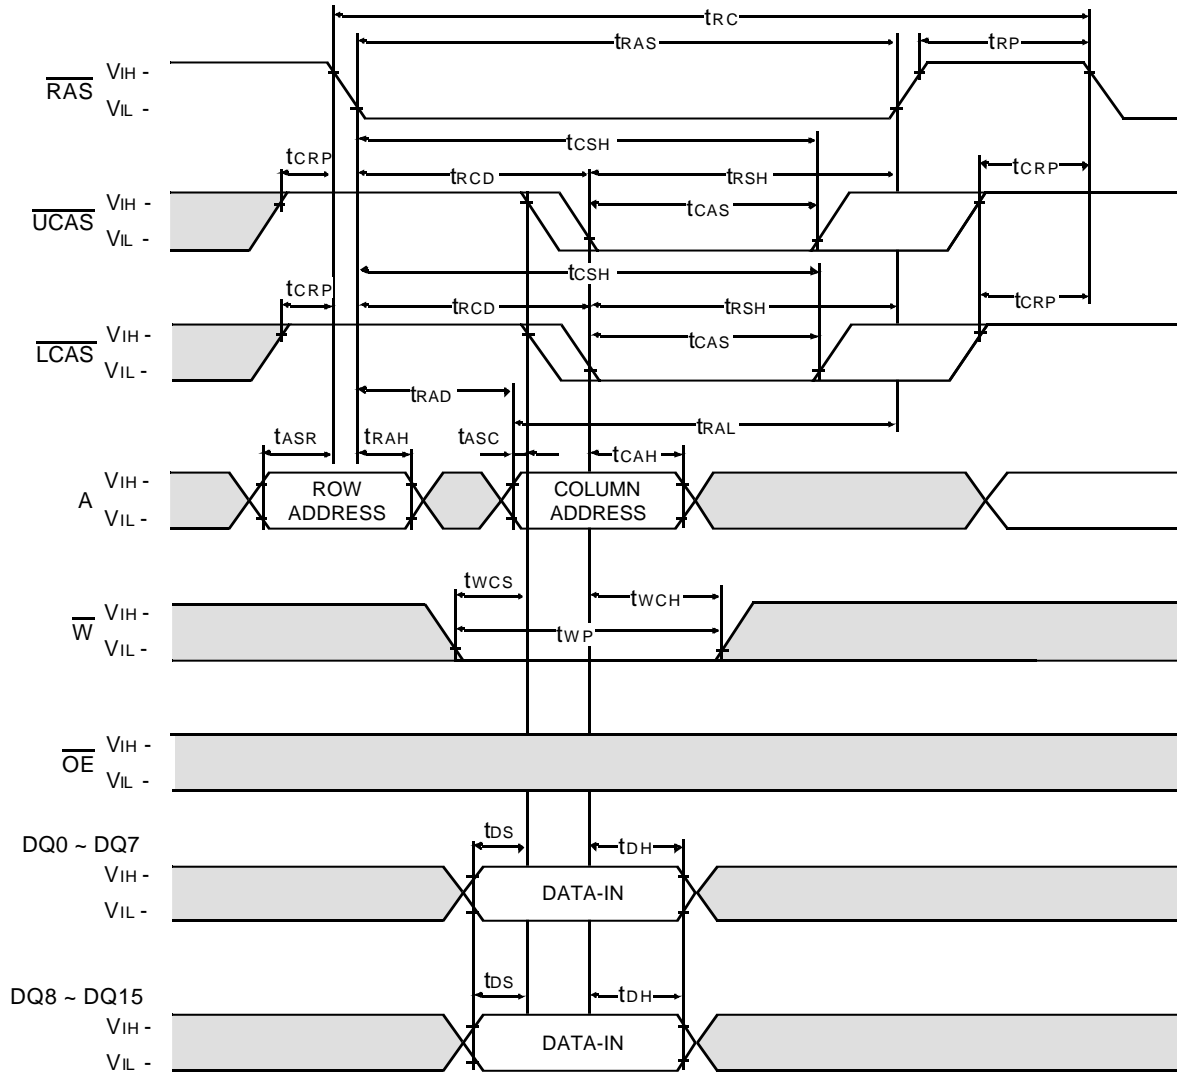 tRC
tRAS
tRP
RAS
VIH -
VIL -
tCSH
tCRP
tRCD
tRSH
tCRP
UCAS
VIH -
VIL -
tCAS
tCSH
tCRP
tRCD
tRSH
tCRP
LCAS
VIH -
VIL -
tCAS
tRAD
tRAL
tASR
tRAH
tASC
tCAH
A
VIH -
VIL -
ROW
ADDRESS
COLUMN
ADDRESS
tWCS
tWCH
W
VIH -
VIL -
tWP
OE
VIH -
VIL -
DQ0 ~ DQ7
tDS
tDH
VIH -
VIL -
DATA-IN
DQ8 ~ DQ15
tDS
tDH
VIH -
VIL -
DATA-IN